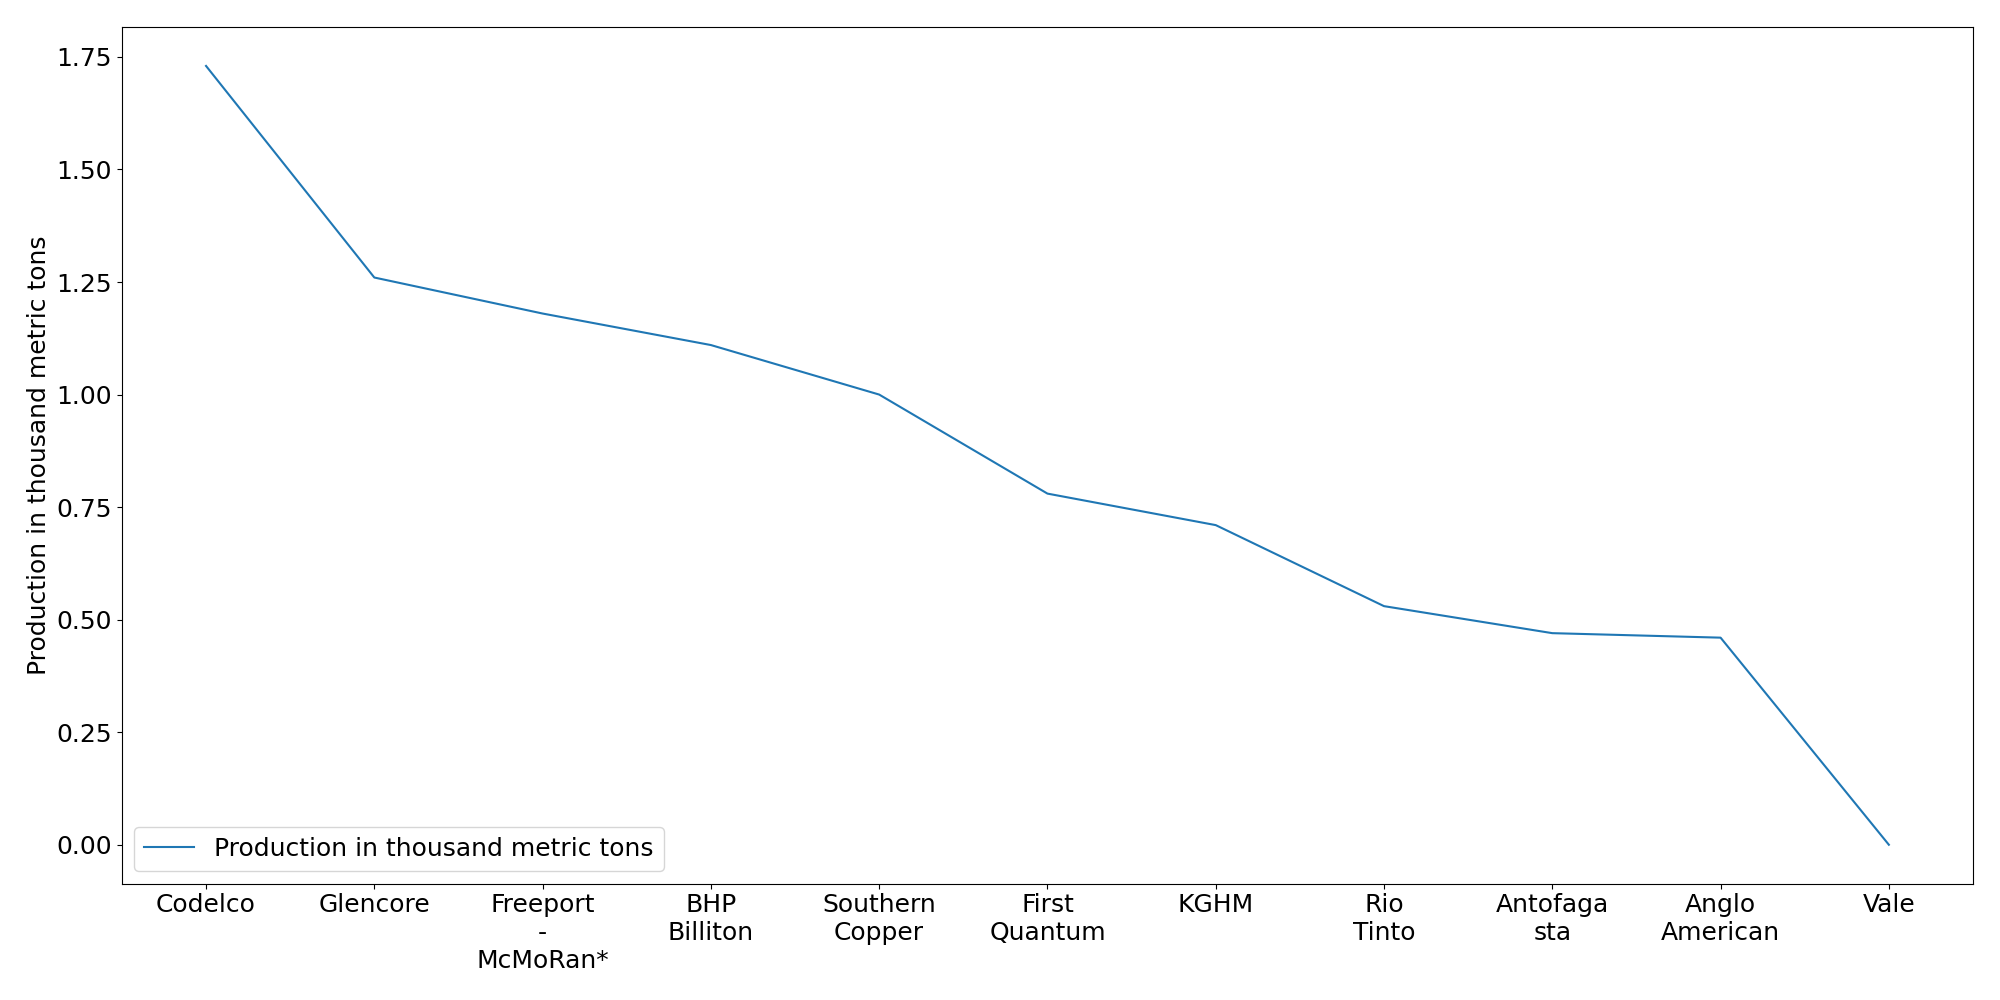 Production in thousand metric tons
1.75
1.50
1.25
1.00
0.75
0.50
0.25
0.00
Production in thousand metric tons
Codelco
Glencore
Freeport
-
McMoRan*
BHP
Billiton
Southern
Copper
First
Quantum
KGHM
Rio
Tinto
Antofaga
sta
Anglo
American
Vale